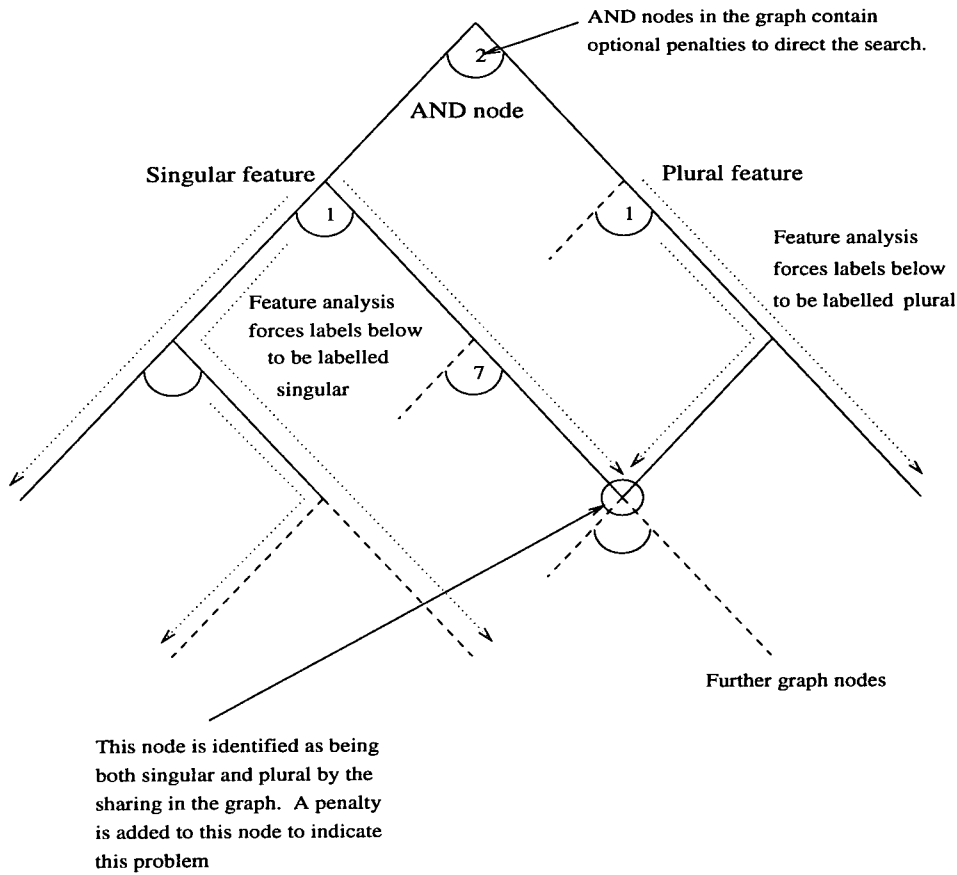 AND nodes in the graph contain
optional penalties to direct the search.
2
AND node
Singular feature
Plural feature
1
1
Feature analysis
forces labels below
to be labelled plural
Feature analysis
forces labels below
to be labelled
singular
7
Further graph nodes
This node is identified as being
both singular and plural by the
sharing in the graph. A penalty
is added to this node to indicate
this problem